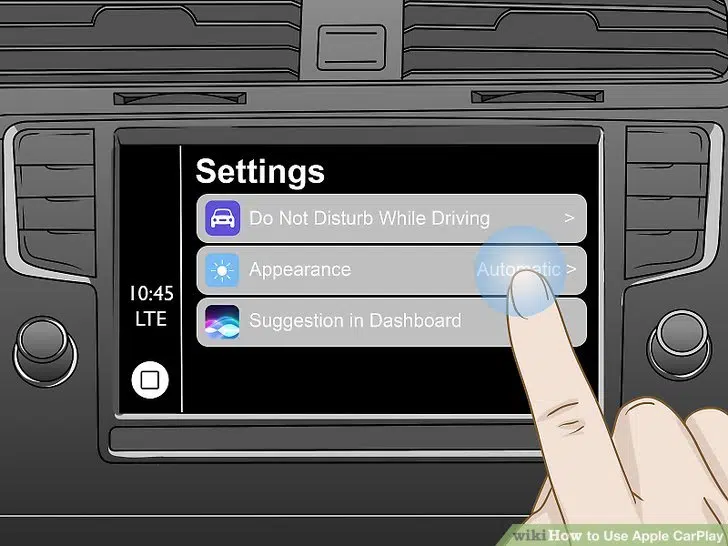 Settings
Do Not Disturb While Driving >
Appearance Automatic >
Suggestion in Dashboard
10:45
LTE
wikiHow to Use Apple CarPlay